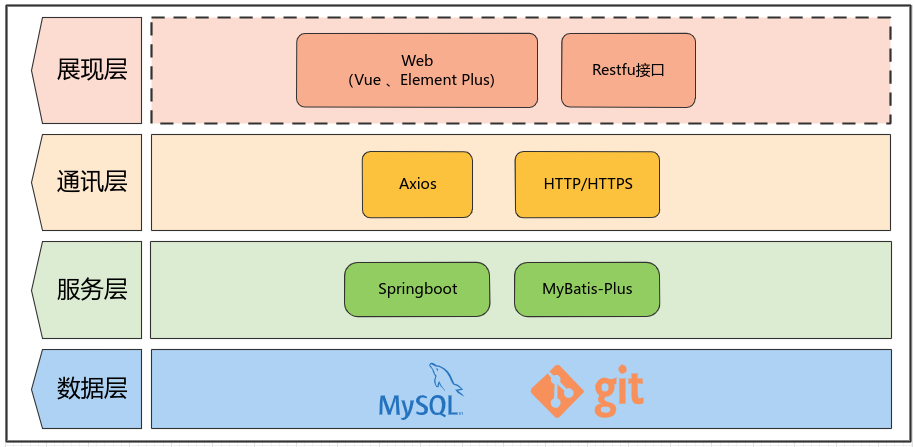 展现层
Web
（Vue 、Element Plus）
Restfu接口
通讯层
Axios
HTTP/HTTPS
服务层
Springboot
MyBatis-Plus
数据层
MySQL
git